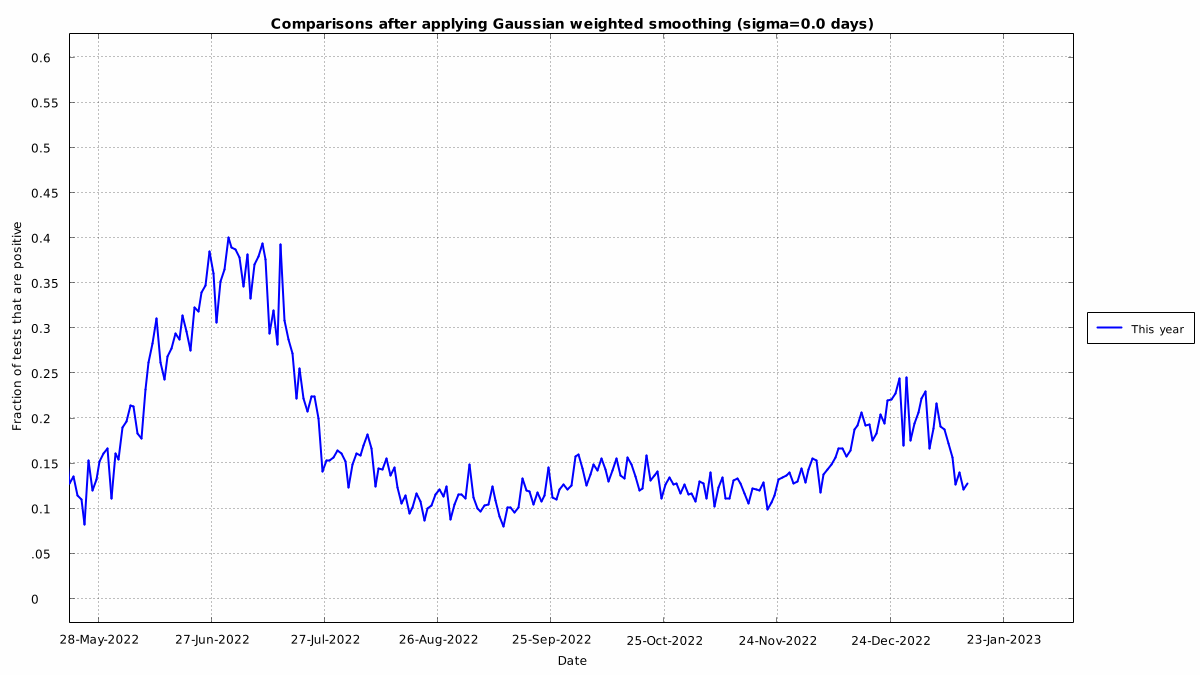 Comparisons after applying Gaussian weighted smoothing (sigma=0.0 days)
0.6
0.55
0.5
0.45
0.4
0.35
0.3
0.25
0.2
0.15
0.1
.05
0
Fraction of tests that are positive
This year
28-May-2022 27-Jun-2022 27-Jul-2022 26-Aug-2022 25-Sep-2022 25-Oct-2022 24-Nov-2022 24-Dec-2022 23-Jan-2023
Date